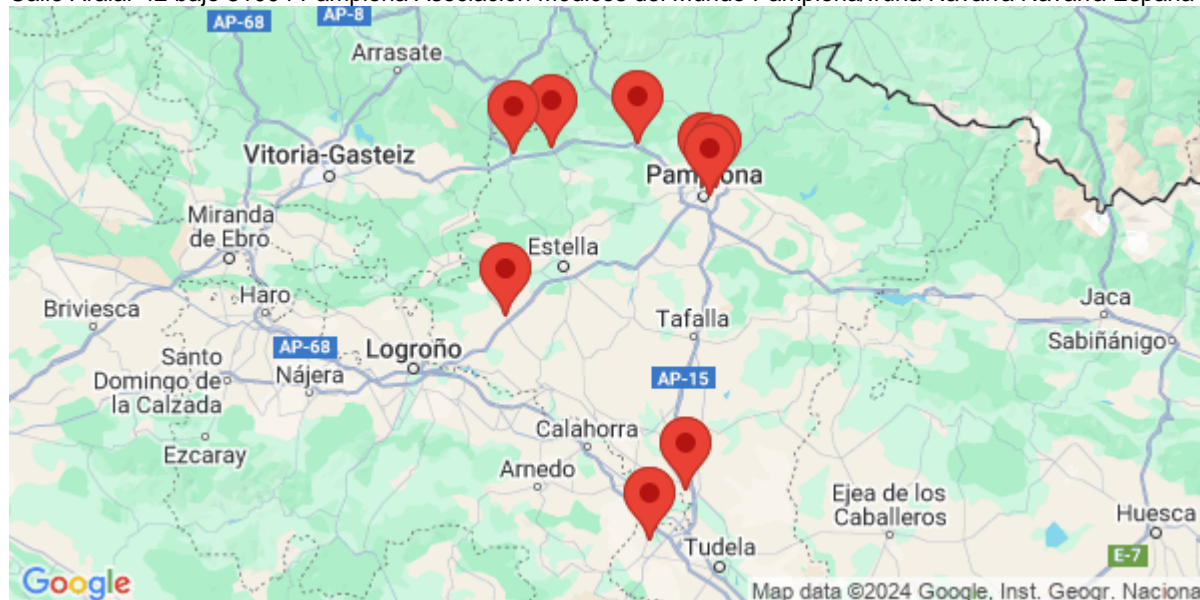 AP-68
AP-8
Arrasate
Vitoria-Gasteiz
Miranda
de Ebro
Estella
Briviesca
Haro
AP-68
Logroño
Tafalla
Jaca
Sabiñánigo
Santo
Domingo de
la Calzada
Nájera
AP-15
Calahorra
Ezcaray
Arnedo
Ejea de los
Caballeros
Huesca
Tudela
E-7
Google
Map data ©2024 Google, Inst. Geogr. Naciona